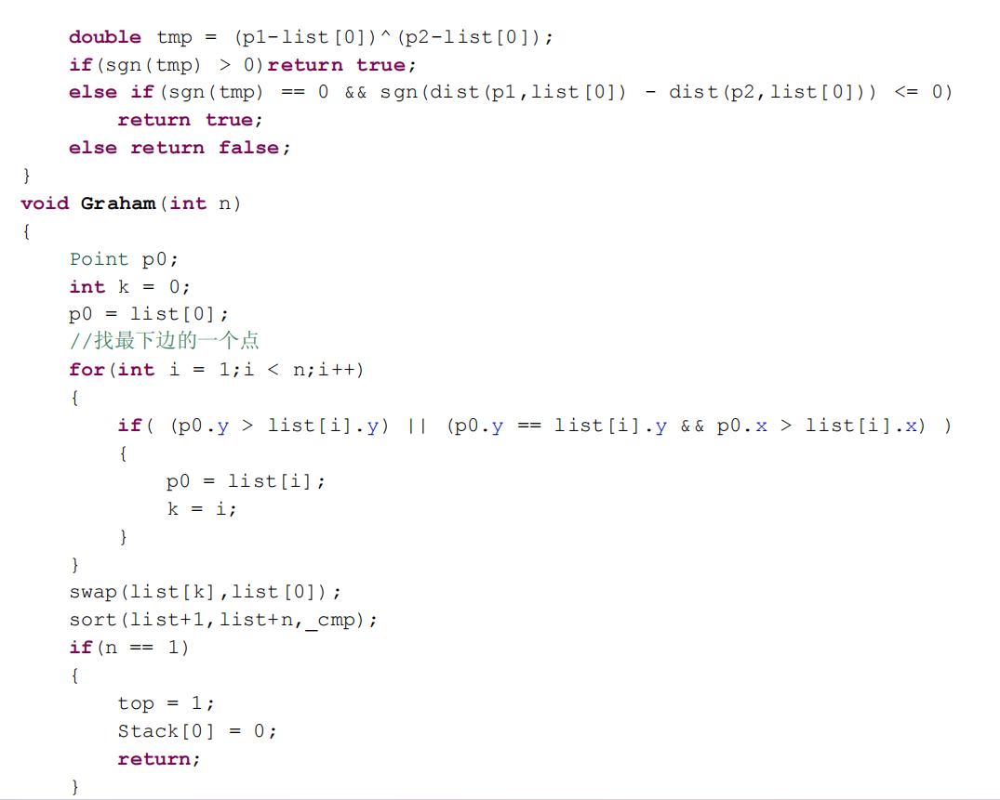 double tmp = (p1-list[0])^(p2-list[0]);
    if(sgn(tmp) > 0)return true;
    else if(sgn(tmp) == 0 && sgn(dist(p1,list[0]) - dist(p2,list[0])) <= 0)
        return true;
    else return false;
}
void Graham(int n)
{
    Point p0;
    int k = 0;
    p0 = list[0];
    //找最下边的一个点
    for(int i = 1;i < n;i++)
    {
        if( (p0.y > list[i].y) || (p0.y == list[i].y && p0.x > list[i].x) )
        {
            p0 = list[i];
            k = i;
        }
    }
    swap(list[k],list[0]);
    sort(list+1,list+n,_cmp);
    if(n == 1)
    {
        top = 1;
        Stack[0] = 0;
        return;
    }